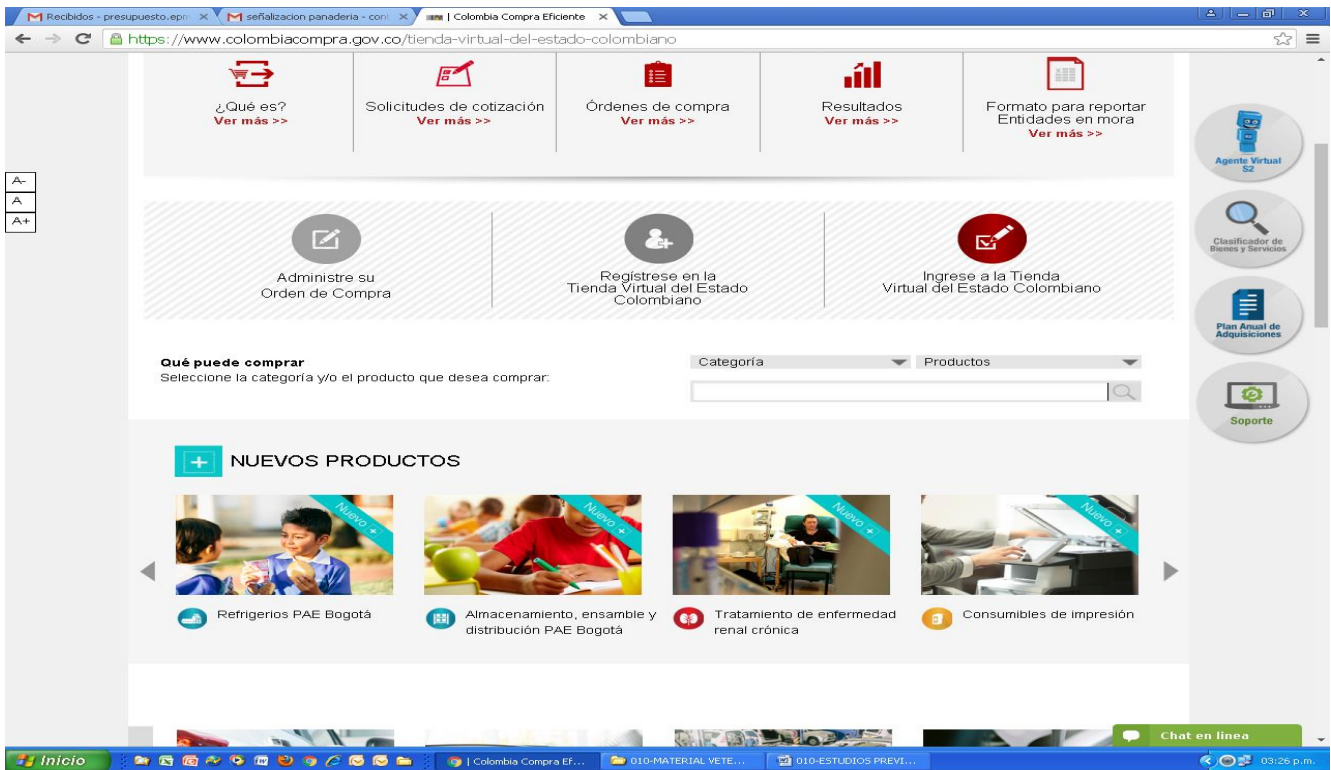 Recibidos - presupuesto.epm
señalizacion panaderia - cont
| Colombia Compra Eficiente
https://www.colombiacompra.gov.co/tienda-virtual-del-estado-colombiano
¿Qué es?
Ver más >>
Solicitudes de cotización
Ver más >>
Órdenes de compra
Ver más >>
Resultados
Ver más >>
Formato para reportar
Entidades en mora
Ver más >>
Agente Virtual
S2
A-
A
A+
Clasificador de
Bienes y Servicios
Administre su
Orden de Compra
Regístrese en la
Tienda Virtual del Estado
Colombiano
Ingrese a la Tienda
Virtual del Estado Colombiano
Plan Anual de
Adquisiciones
Qué puede comprar
Seleccione la categoría y/o el producto que desea comprar:
Categoría
Productos
Soporte
NUEVOS PRODUCTOS
Nuevo +
Nuevo +
Nuevo +
Nuevo +
Refrigerios PAE Bogotá
Almacenamiento, ensamble y
distribución PAE Bogotá
Tratamiento de enfermedad
renal crónica
Consumibles de impresión
Chat en línea
Inicio
| Colombia Compra Ef...
010-MATERIAL VETE...
010-ESTUDIOS PREVI...
03:26 p.m.